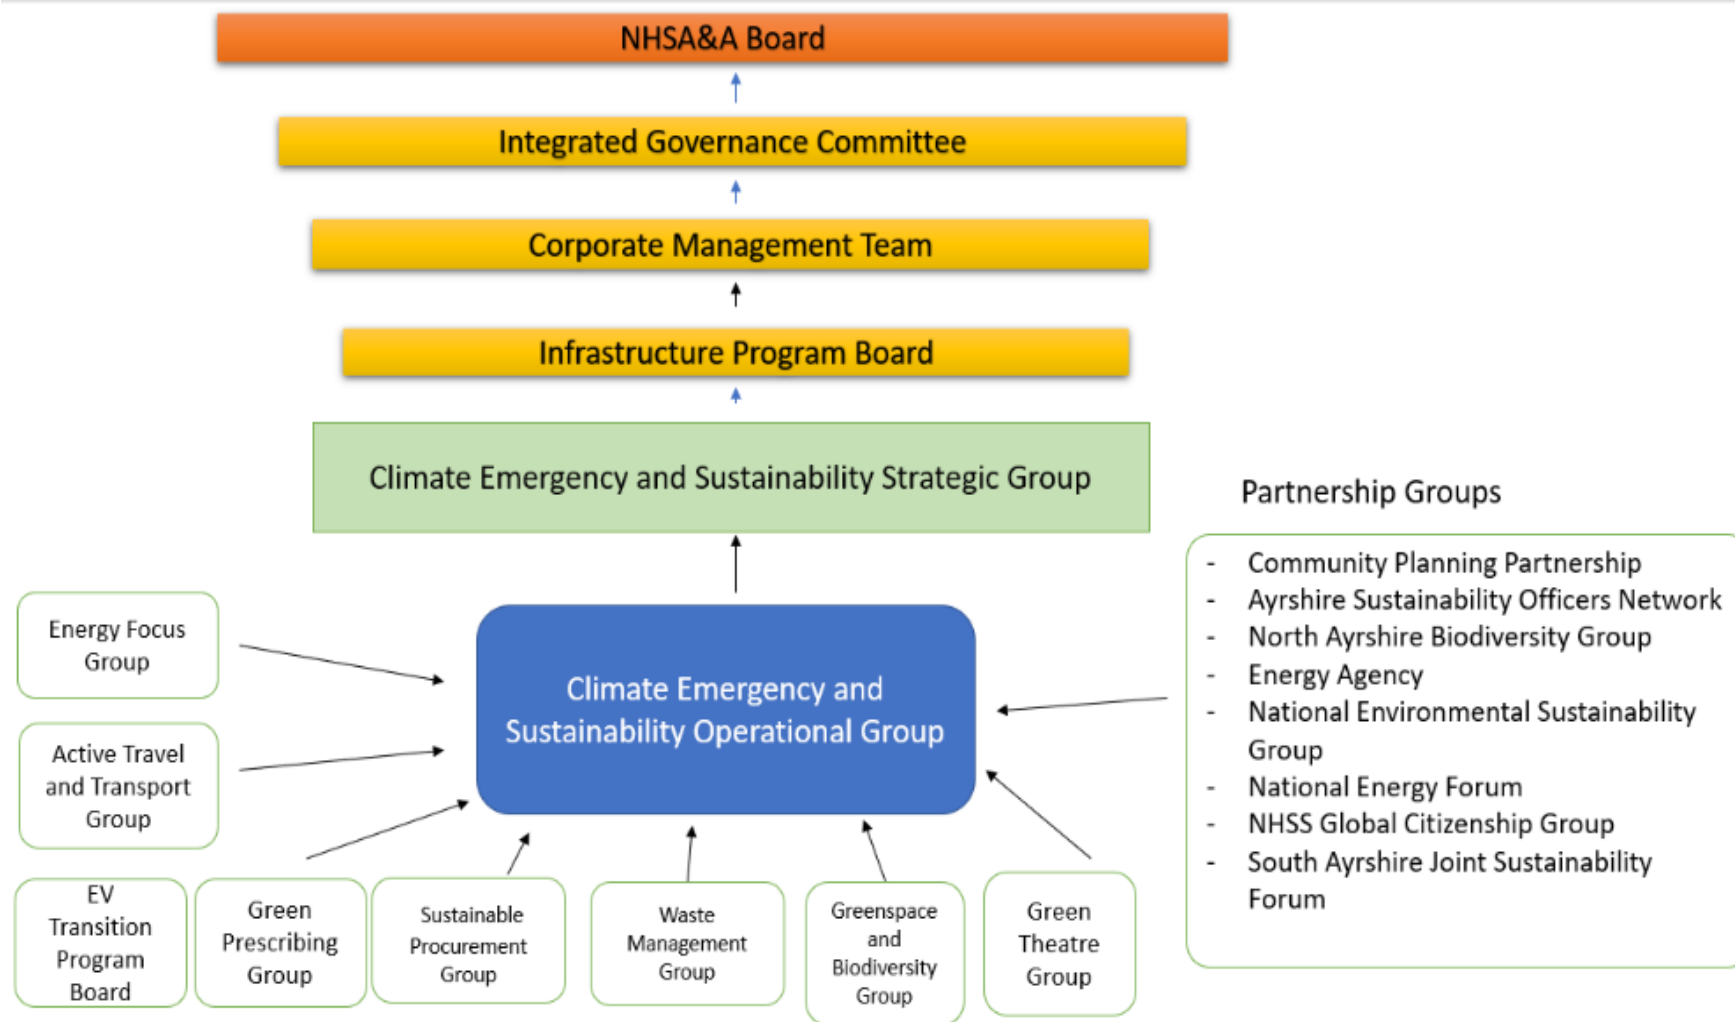 NHSA&A Board
Integrated Governance Committee
Corporate Management Team
Infrastructure Program Board
Climate Emergency and Sustainability Strategic Group
Partnership Groups
- Community Planning Partnership
- Ayrshire Sustainability Officers Network
- North Ayrshire Biodiversity Group
- Energy Agency
- National Environmental Sustainability
Group
- National Energy Forum
- NHSS Global Citizenship Group
- South Ayrshire Joint Sustainability
Forum
Energy Focus
Group
Climate Emergency and
Sustainability Operational Group
Active Travel
and Transport
Group
EV
Transition
Program
Board
Green
Prescribing
Group
Sustainable
Procurement
Group
Waste
Management
Group
Greenspace
and
Biodiversity
Group
Green
Theatre
Group